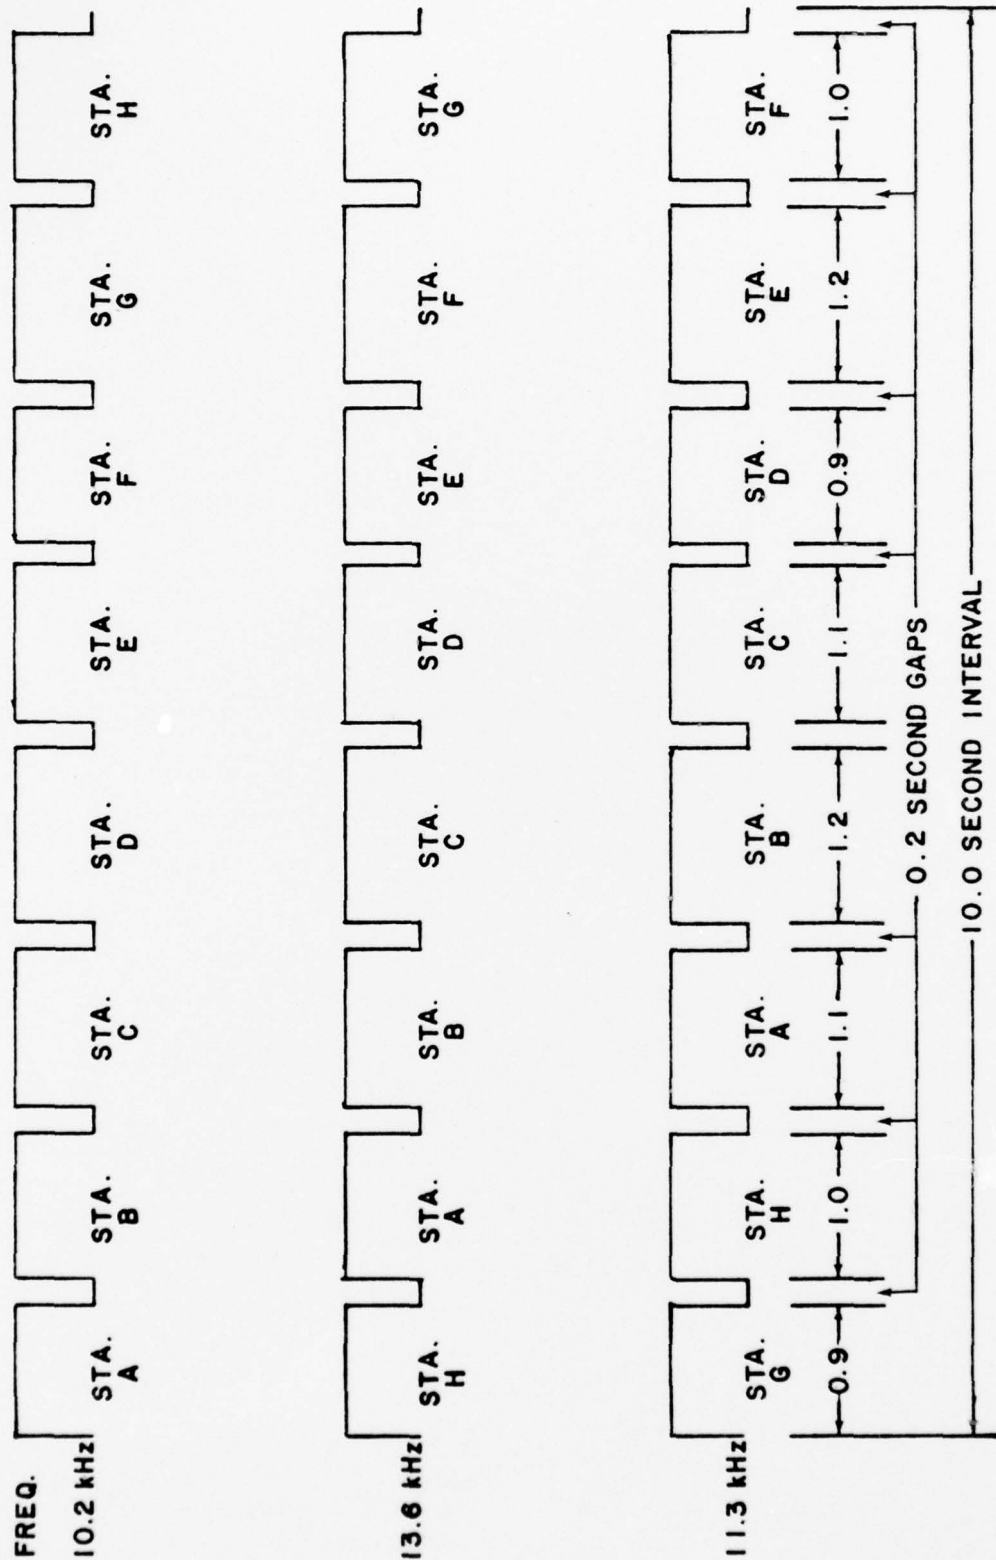 FREQ.
10.2 kHz
STA. STA. STA. STA. STA. STA. STA. STA.
A B C D E F G H
13.6 kHz
STA. STA. STA. STA. STA. STA. STA. STA.
H A B C D E F G
11.3 kHz
STA. STA. STA. STA. STA. STA. STA. STA.
G H A B C D E F
0.9 1.0 1.1 1.2 1.1 0.9 1.2 1.0
0.2 SECOND GAPS
10.0 SECOND INTERVAL